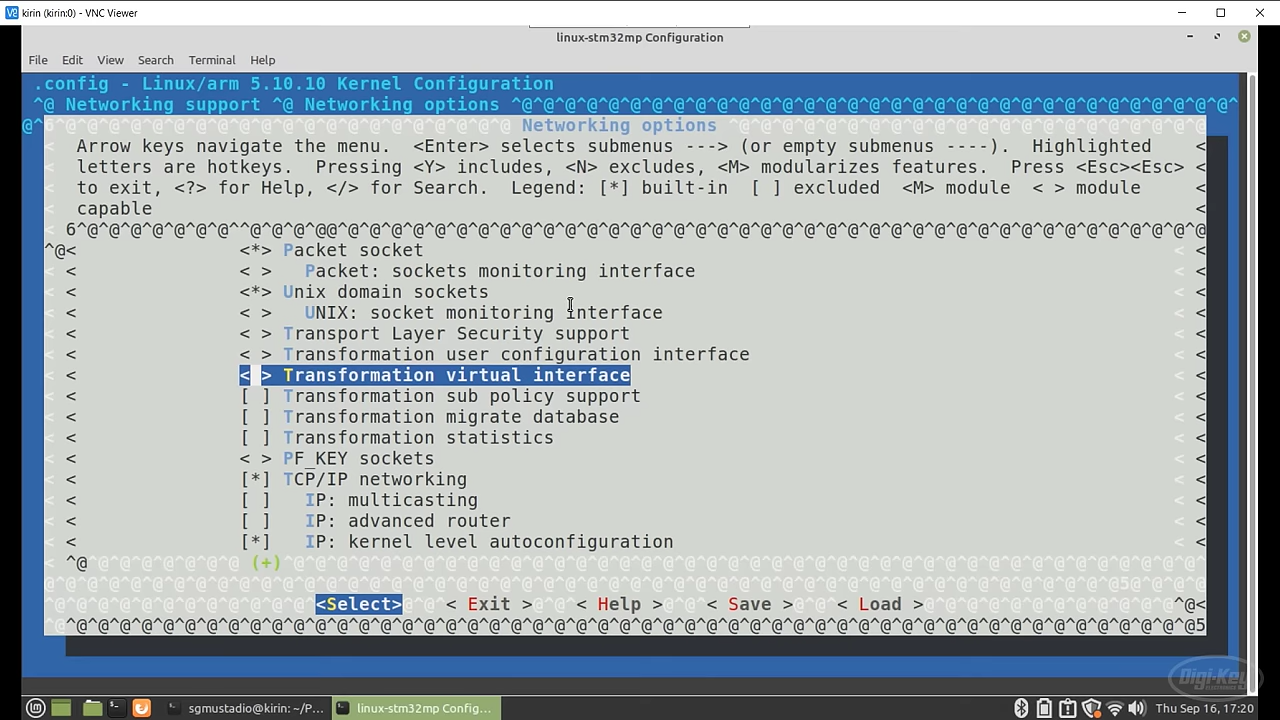 kirin (kirin:0) - VNC Viewer
linux-stm32mp Configuration
File Edit View Search Terminal Help
.config - Linux/arm 5.10.10 Kernel Configuration
^@ Networking support ^@ Networking options
Networking options
Arrow keys navigate the menu. <Enter> selects submenus ---> (or empty submenus ----). Highlighted
letters are hotkeys. Pressing <Y> includes, <N> excludes, <M> modularizes features. Press <Esc><Esc>
to exit, <?> for Help, </> for Search. Legend: [*] built-in [ ] excluded <M> module < > module
capable
<*> Packet socket
< > Packet: sockets monitoring interface
<*> Unix domain sockets
< > UNIX: socket monitoring interface
< > Transport Layer Security support
< > Transformation user configuration interface
< > Transformation virtual interface
[ ] Transformation sub policy support
[ ] Transformation migrate database
[ ] Transformation statistics
< > PF_KEY sockets
[*] TCP/IP networking
[ ] IP: multicasting
[ ] IP: advanced router
[*] IP: kernel level autoconfiguration
(+)
<Select> < Exit > < Help > < Save > < Load >
Digi-Key
ELECTRONICS
sgmustadio@kirin: ~/P... linux-stm32mp Config... Thu Sep 16, 17:20